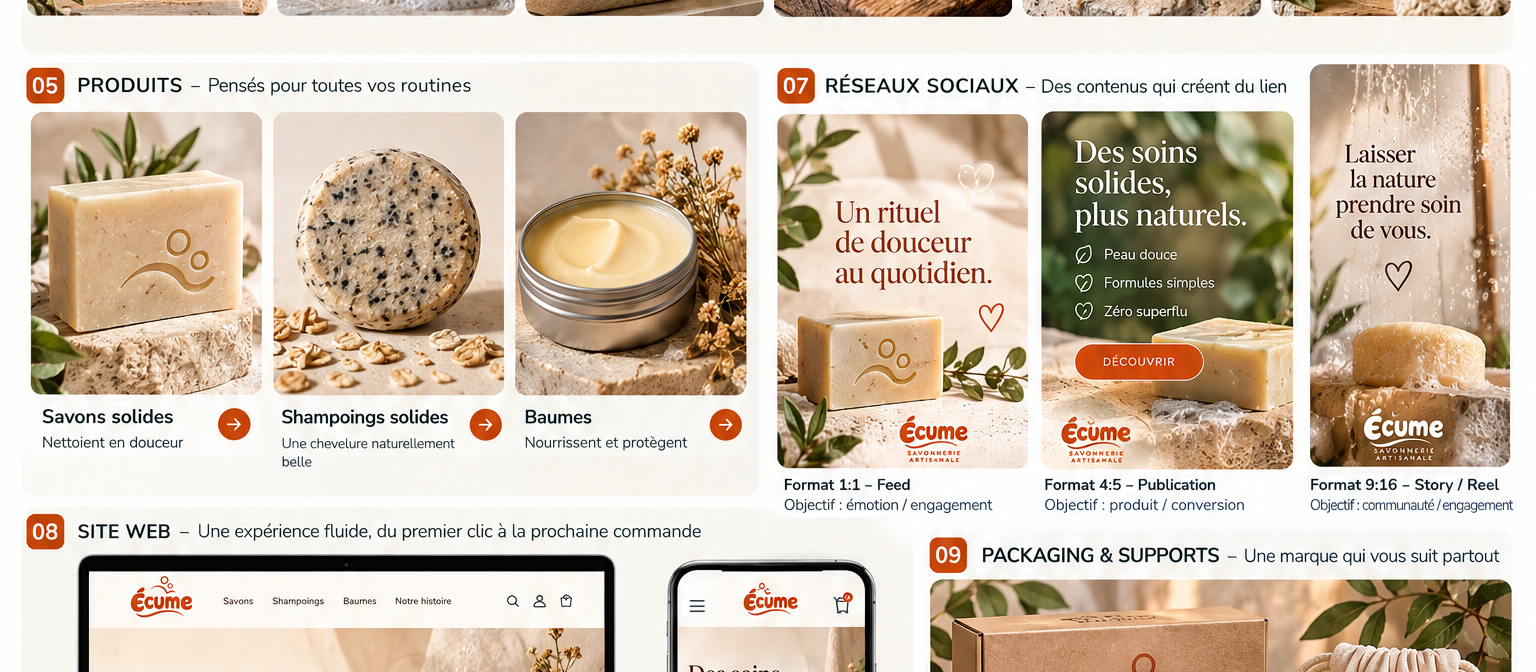 05 PRODUITS – Pensés pour toutes vos routines
Savons solides
Nettoient en douceur
Shampoings solides
Une chevelure naturellement
belle
Baumes
Nourrissent et protègent
07 RÉSEAUX SOCIAUX – Des contenus qui créent du lien
Un rituel
de douceur
au quotidien.
Écume
SAVONNERIE
ARTISANALE
Format 1:1 – Feed
Objectif : émotion / engagement
Des soins
solides,
plus naturels.
Peau douce
Formules simples
Zéro superflu
DÉCOUVRIR
Écume
SAVONNERIE
ARTISANALE
Format 4:5 – Publication
Objectif : produit / conversion
Laisser
la nature
prendre soin
de vous.
Écume
SAVONNERIE
ARTISANALE
Format 9:16 – Story / Reel
Objectif : communauté / engagement
08 SITE WEB – Une expérience fluide, du premier clic à la prochaine commande
Écume
Savons Shampoings Baumes Notre histoire
Écume
Des soins
09 PACKAGING & SUPPORTS – Une marque qui vous suit partout